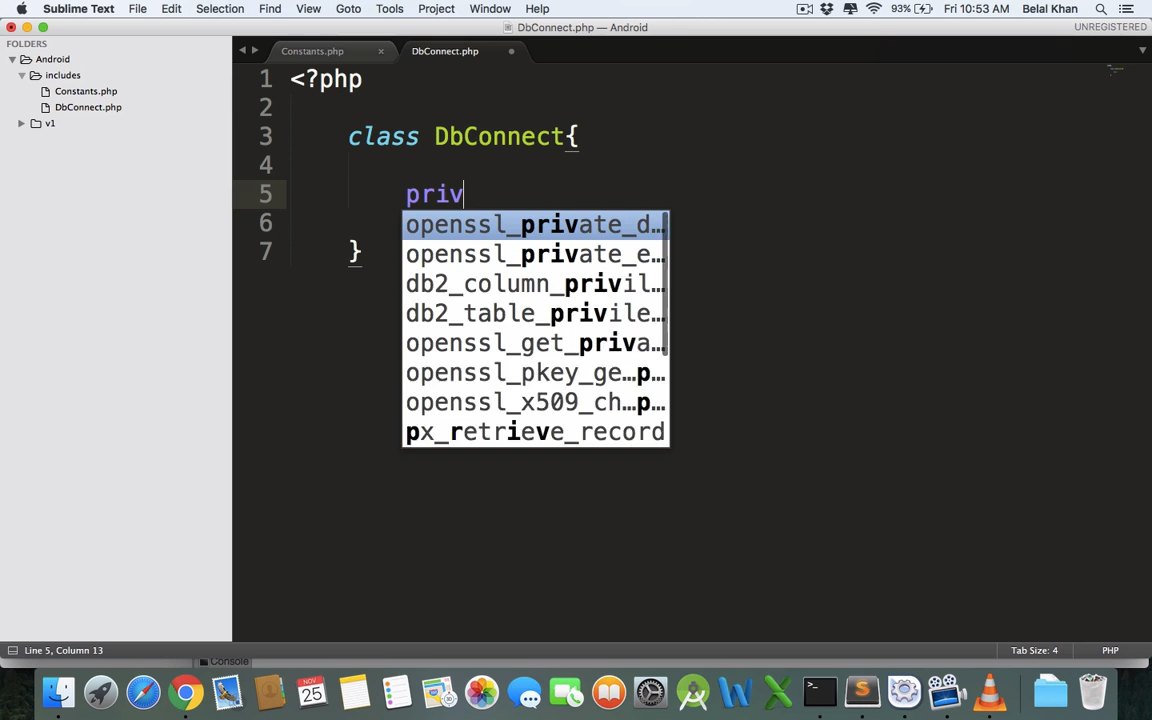 Sublime Text File Edit Selection Find View Goto Tools Project Window Help 93% Fri 10:53 AM Belal Khan
DbConnect.php — Android UNREGISTERED
FOLDERS
Android
includes
Constants.php
DbConnect.php
v1
Constants.php × DbConnect.php
1 <?php
2
3 class DbConnect{
4
5 priv
openssl_private_d…
openssl_private_e…
db2_column_privil…
db2_table_privile…
openssl_get_priva…
openssl_pkey_ge…p…
openssl_x509_ch…p…
px_retrieve_record
6
7 }
Line 5, Column 13 Tab Size: 4 PHP
Console
NOV
25